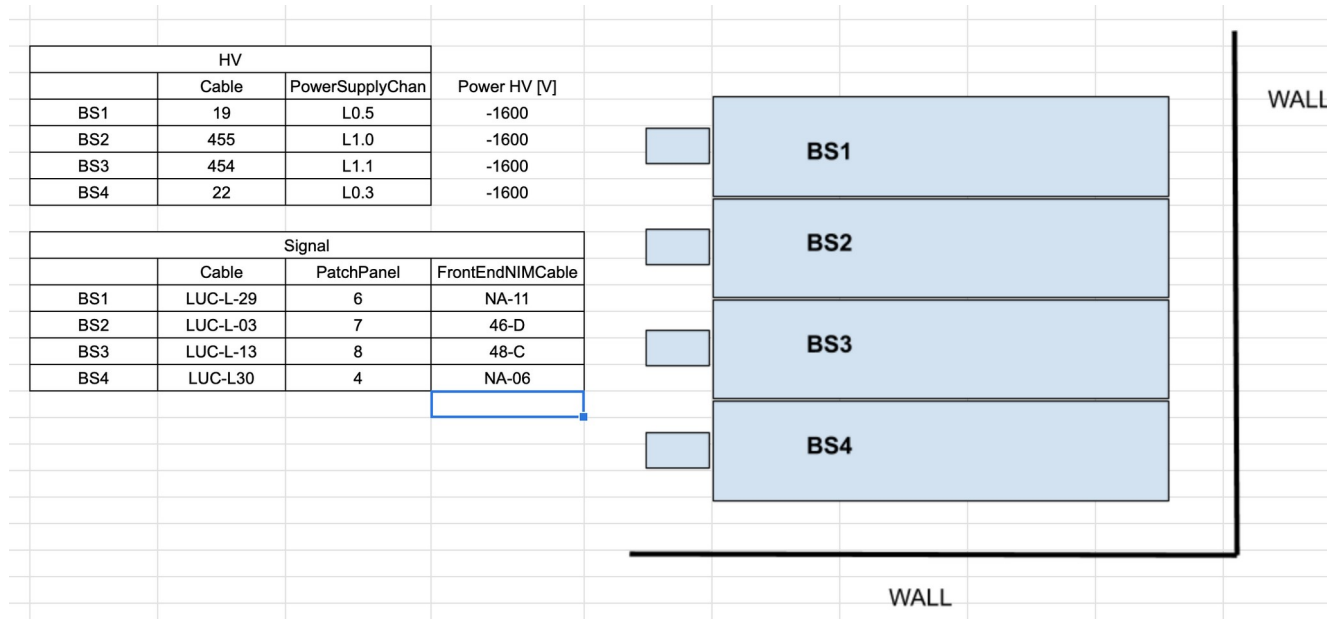 HV
Cable PowerSupplyChan Power HV [V]
BS1 19 L0.5 -1600
BS2 455 L1.0 -1600
BS3 454 L1.1 -1600
BS4 22 L0.3 -1600
Signal
Cable PatchPanel FrontEndNIMCable
BS1 LUC-L-29 6 NA-11
BS2 LUC-L-03 7 46-D
BS3 LUC-L-13 8 48-C
BS4 LUC-L30 4 NA-06
WALL
BS1
BS2
BS3
BS4
WALL